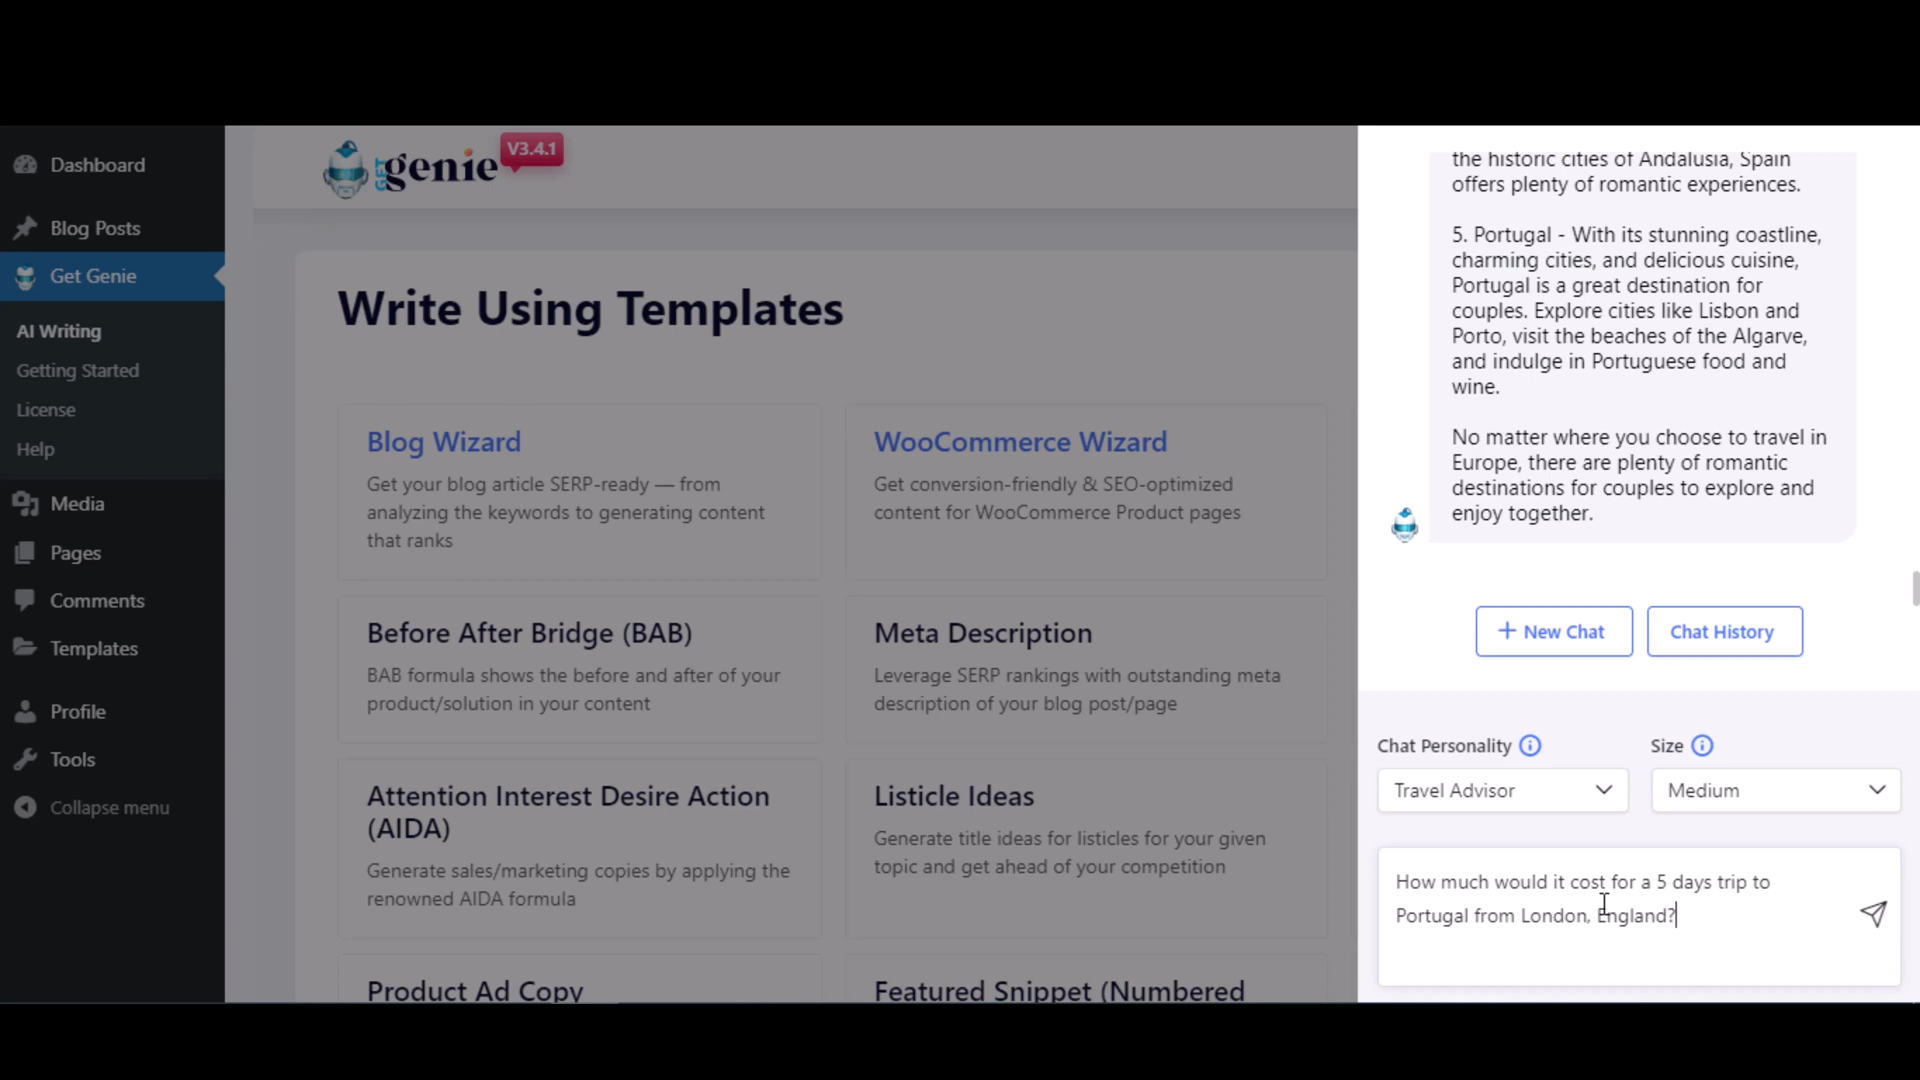 Dashboard
Blog Posts
Get Genie
AI Writing
Getting Started
License
Help
Media
Pages
Comments
Templates
Profile
Tools
Collapse menu
GET genie
V3.4.1
Write Using Templates
Blog Wizard
Get your blog article SERP-ready — from
analyzing the keywords to generating content
that ranks
WooCommerce Wizard
Get conversion-friendly & SEO-optimized
content for WooCommerce Product pages
Before After Bridge (BAB)
BAB formula shows the before and after of your
product/solution in your content
Meta Description
Leverage SERP rankings with outstanding meta
description of your blog post/page
Attention Interest Desire Action
(AIDA)
Generate sales/marketing copies by applying the
renowned AIDA formula
Listicle Ideas
Generate title ideas for listicles for your given
topic and get ahead of your competition
Product Ad Copy
Featured Snippet (Numbered
the historic cities of Andalusia, Spain
offers plenty of romantic experiences.
5. Portugal - With its stunning coastline,
charming cities, and delicious cuisine,
Portugal is a great destination for
couples. Explore cities like Lisbon and
Porto, visit the beaches of the Algarve,
and indulge in Portuguese food and
wine.
No matter where you choose to travel in
Europe, there are plenty of romantic
destinations for couples to explore and
enjoy together.
+ New Chat
Chat History
Chat Personality
Size
Travel Advisor
Medium
How much would it cost for a 5 days trip to
Portugal from London, England?